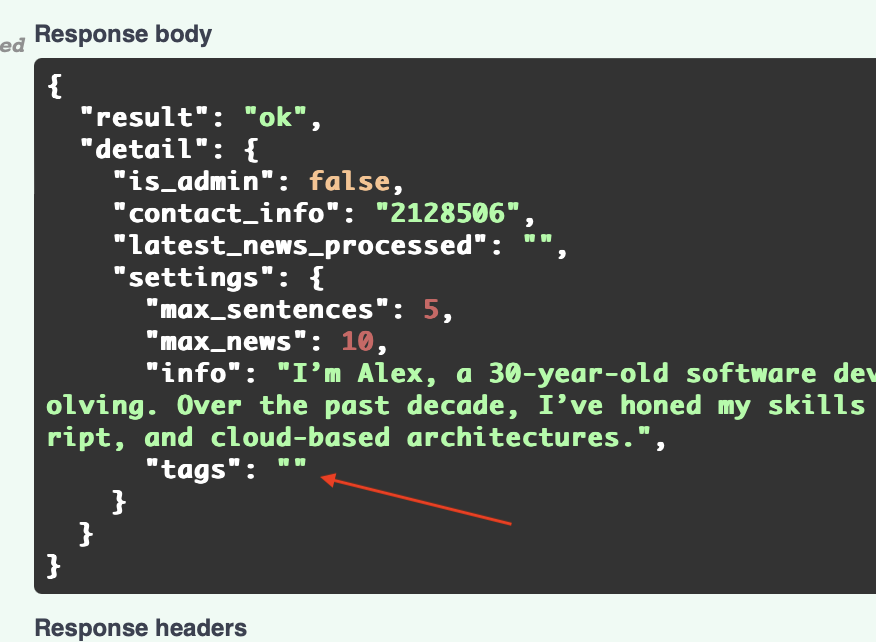 Response body
ed
{
"result": "ok",
"detail": {
"is_admin": false,
"contact_info": "2128506",
"latest_news_processed": "",
"settings": {
"max_sentences": 5,
"max_news": 10,
"info": "I’m Alex, a 30-year-old software dev
olving. Over the past decade, I’ve honed my skills
ript, and cloud-based architectures.",
"tags": ""
}
}
}
Response headers